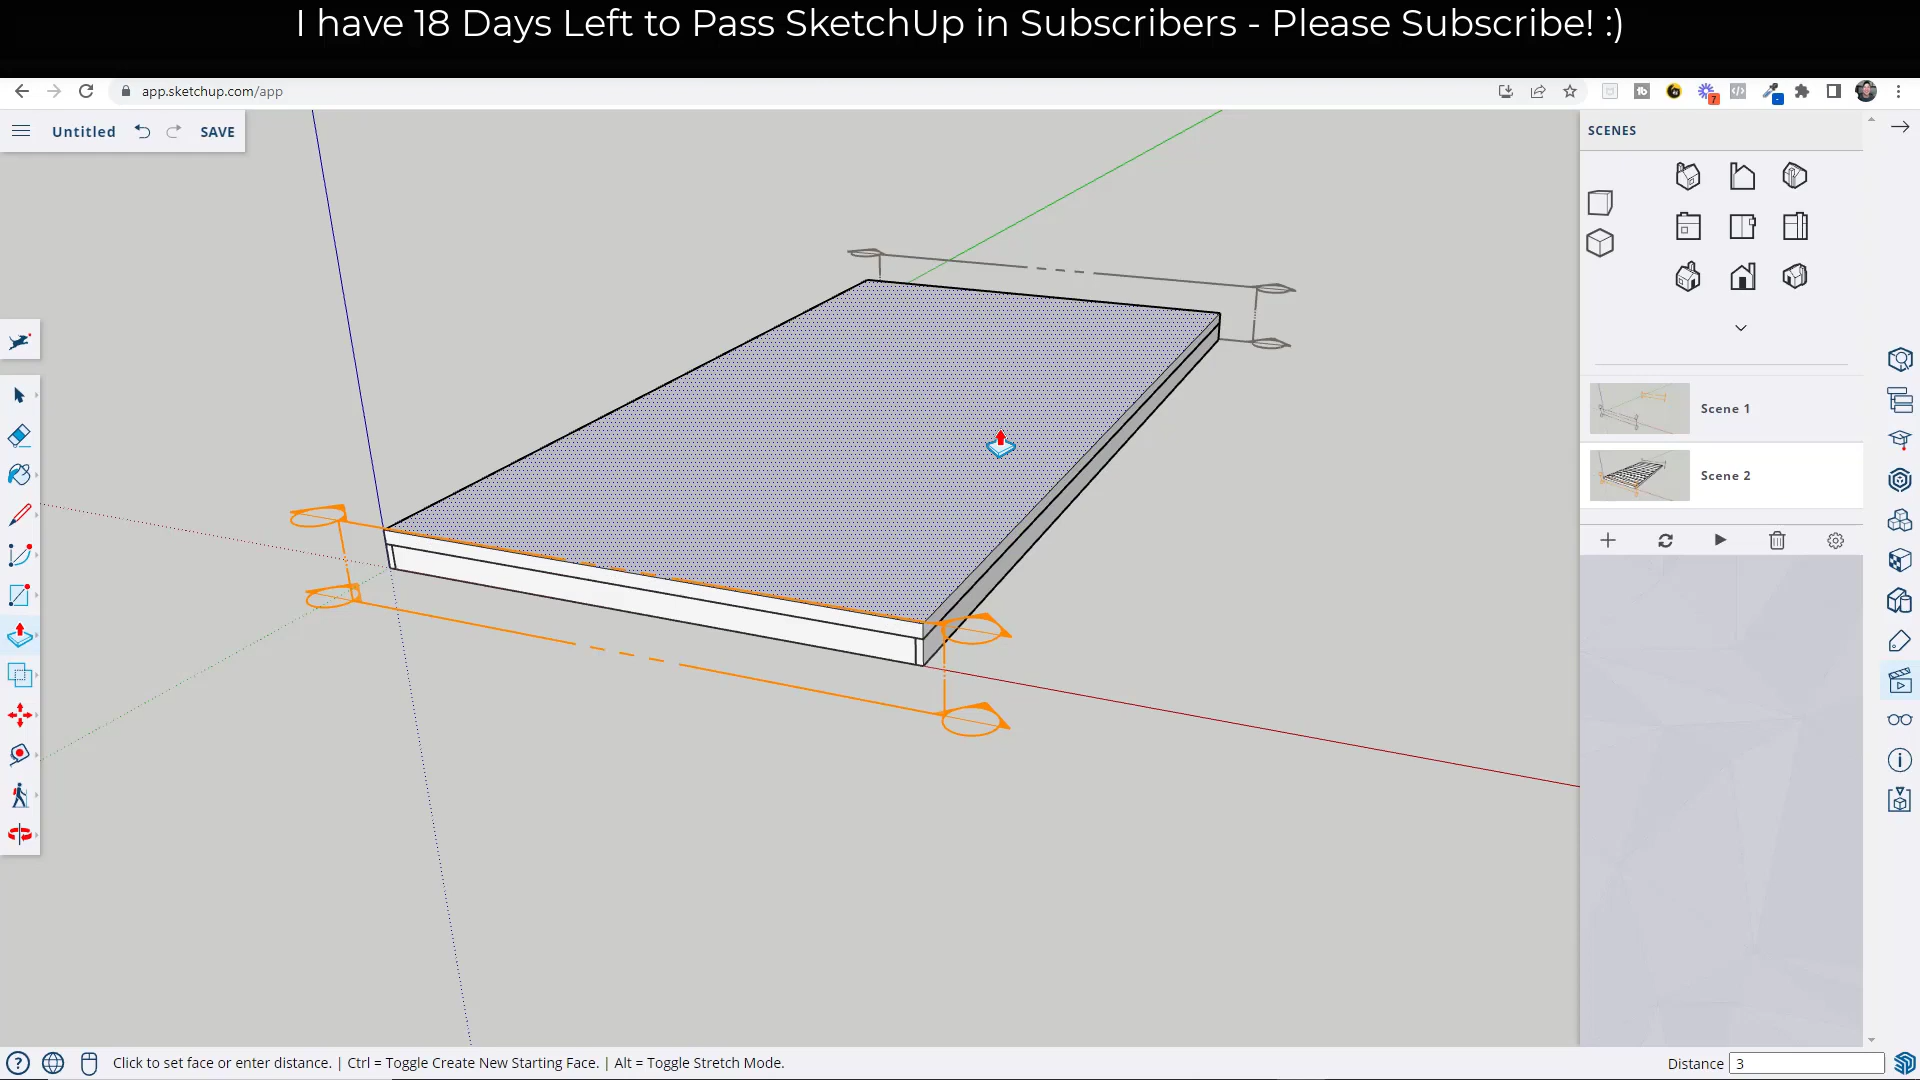 I have 18 Days Left to Pass SketchUp in Subscribers - Please Subscribe! :)
app.sketchup.com/app
Untitled
SAVE
SCENES
Scene 1
Scene 2
Click to set face or enter distance. | Ctrl = Toggle Create New Starting Face. | Alt = Toggle Stretch Mode.
Distance 3